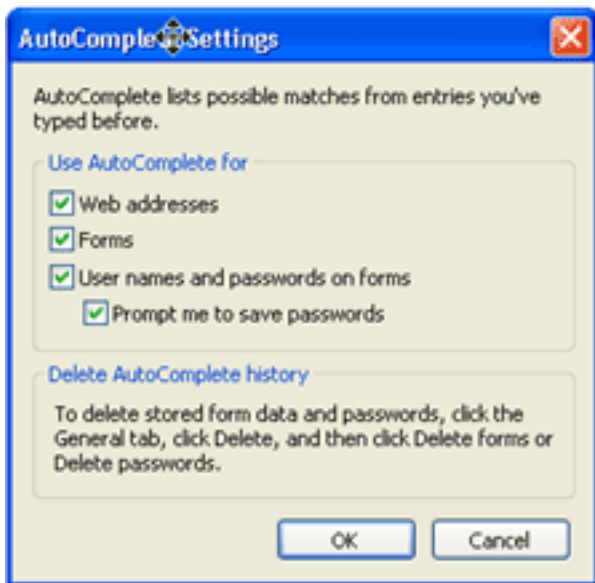 AutoComple Settings
AutoComplete lists possible matches from entries you've
typed before.
Use AutoComplete for
Web addresses
Forms
User names and passwords on forms
Prompt me to save passwords
Delete AutoComplete history
To delete stored form data and passwords, click the
General tab, click Delete, and then click Delete forms or
Delete passwords.
OK
Cancel